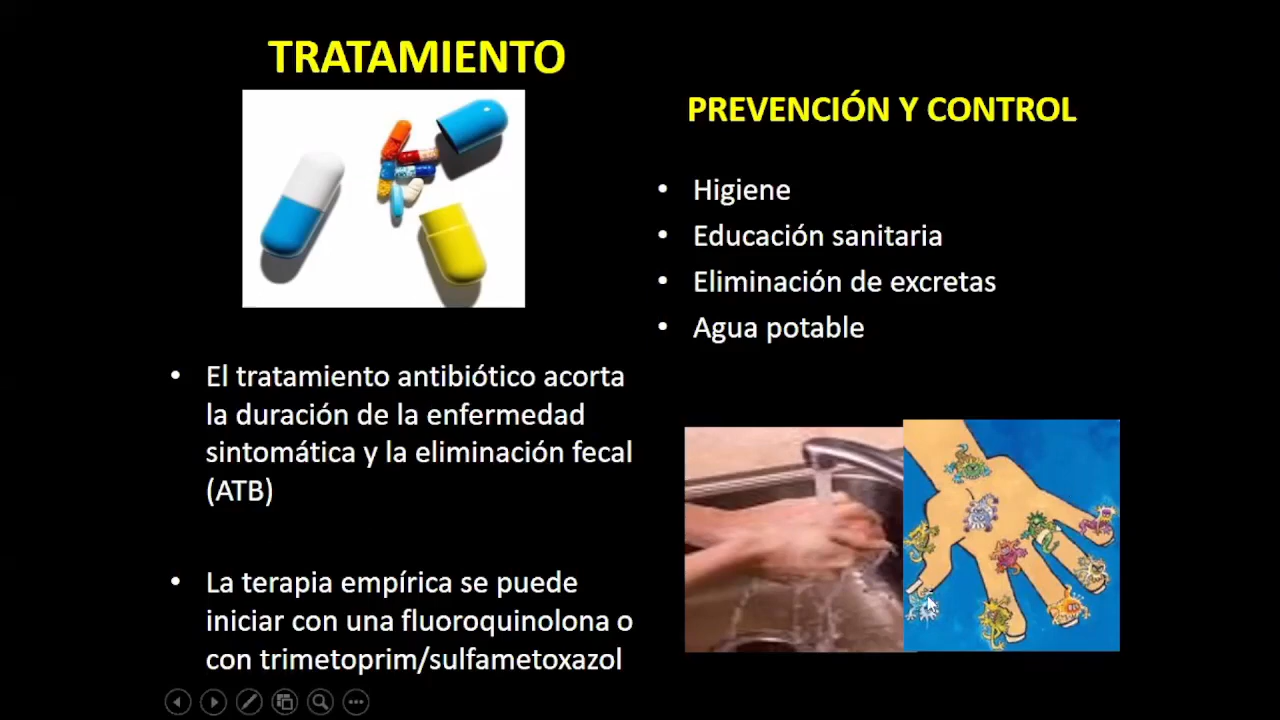 TRATAMIENTO
• El tratamiento antibiótico acorta
la duración de la enfermedad
sintomática y la eliminación fecal
(ATB)
• La terapia empírica se puede
iniciar con una fluoroquinolona o
con trimetoprim/sulfametoxazol
PREVENCIÓN Y CONTROL
• Higiene
• Educación sanitaria
• Eliminación de excretas
• Agua potable